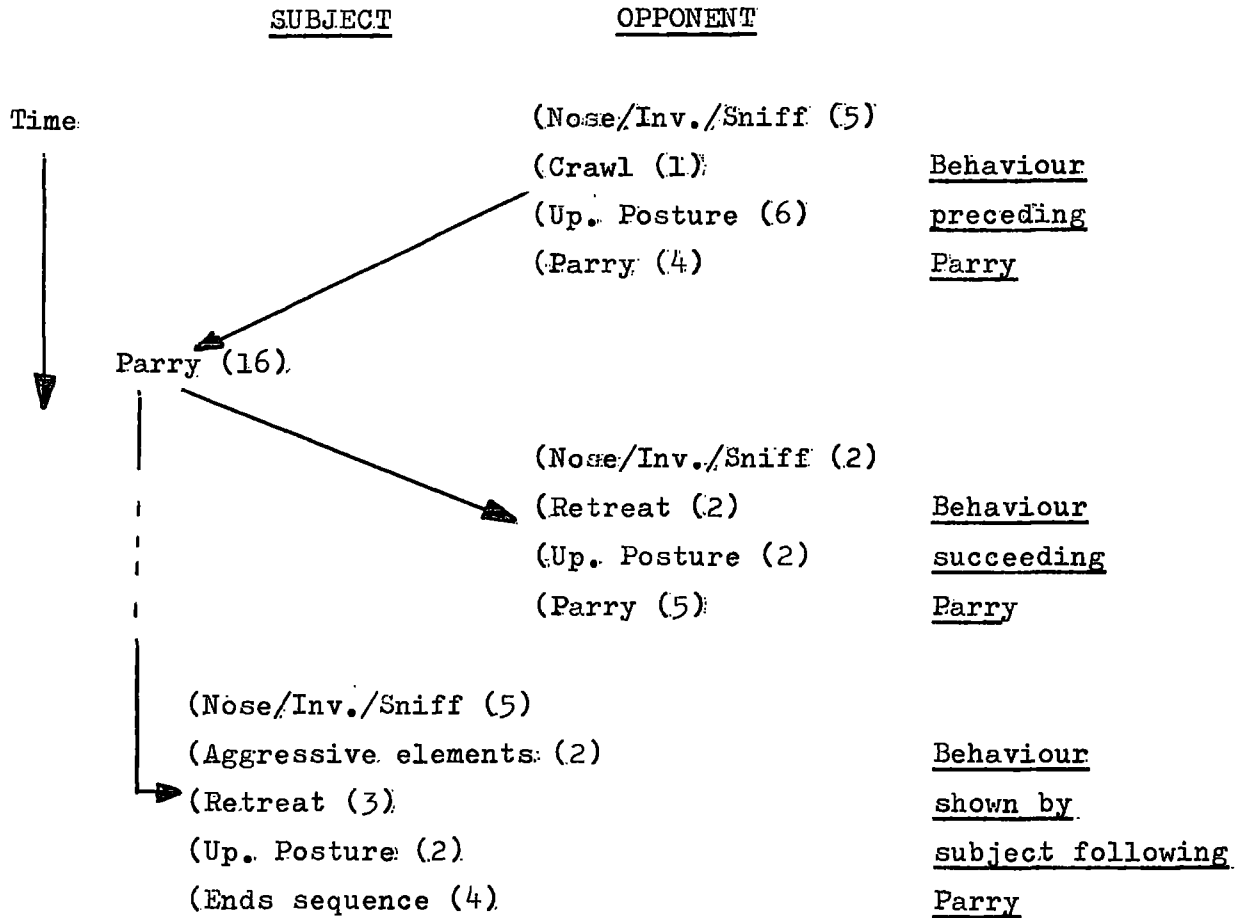 SUBJECT OPPONENT
Time (Nose/Inv./Sniff (5)
(Crawl (1) Behaviour
(Up. Posture (6) preceding
(Parry (4) Parry
Parry (16)
(Nose/Inv./Sniff (2)
(Retreat (2) Behaviour
(Up. Posture (2) succeeding
(Parry (5) Parry
(Nose/Inv./Sniff (5)
(Aggressive elements (2) Behaviour
(Retreat (3) shown by
(Up. Posture (2) subject following
(Ends sequence (4) Parry